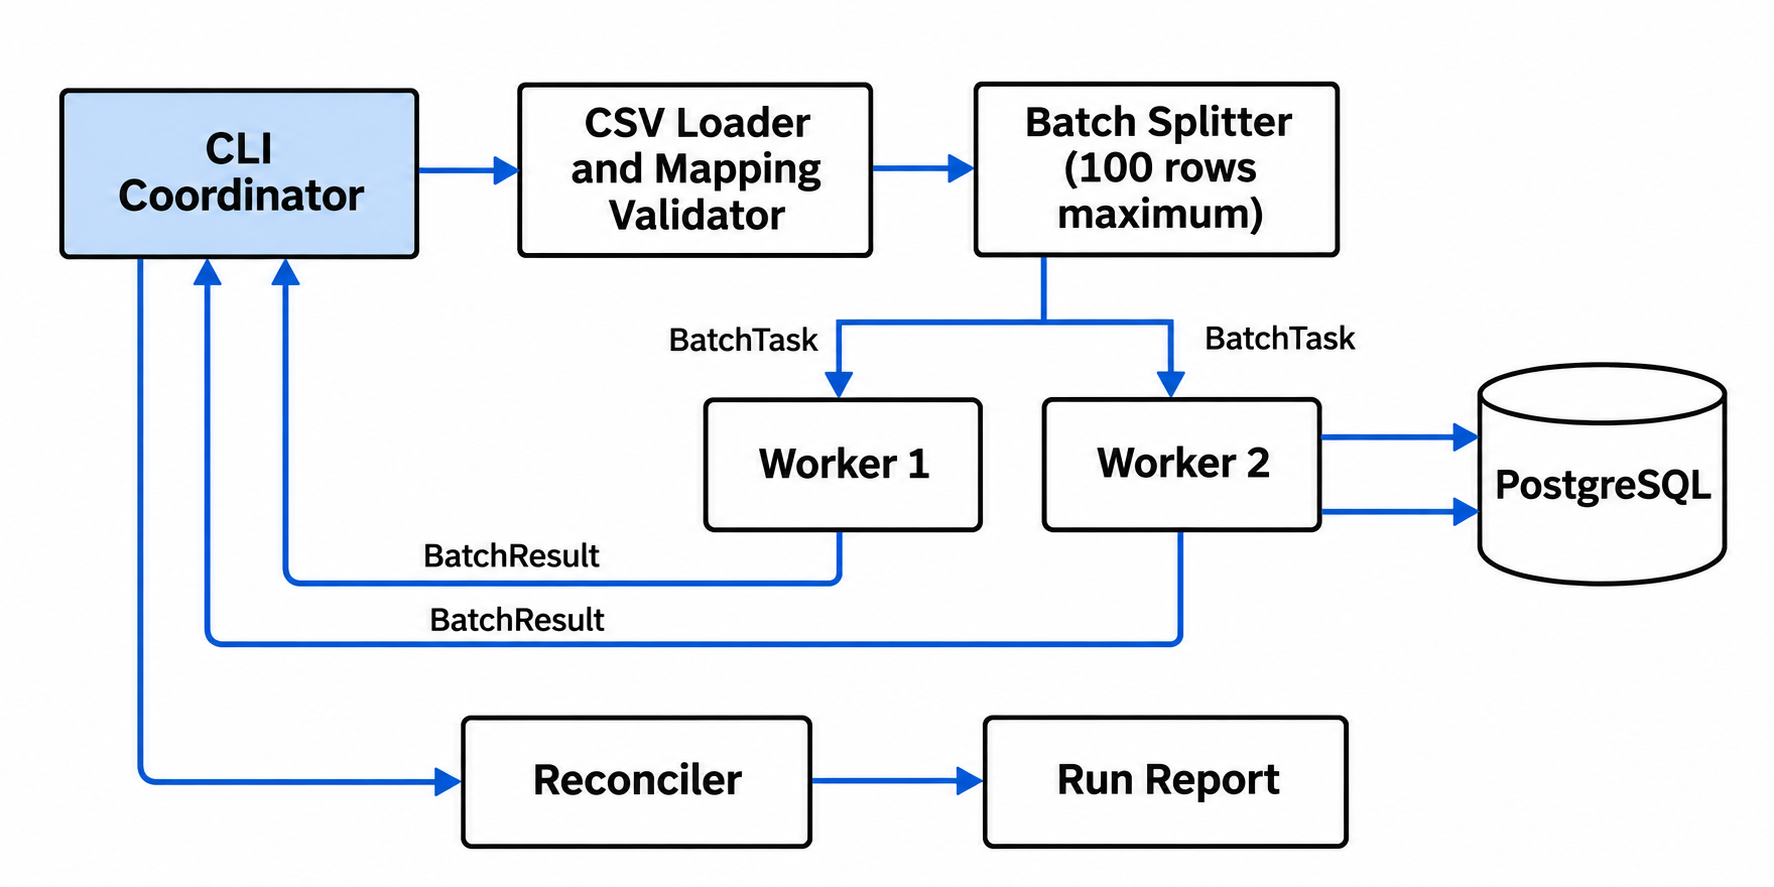 CLI
Coordinator
CSV Loader
and Mapping
Validator
Batch Splitter
(100 rows
maximum)
BatchTask
BatchTask
Worker 1
Worker 2
PostgreSQL
BatchResult
BatchResult
Reconciler
Run Report